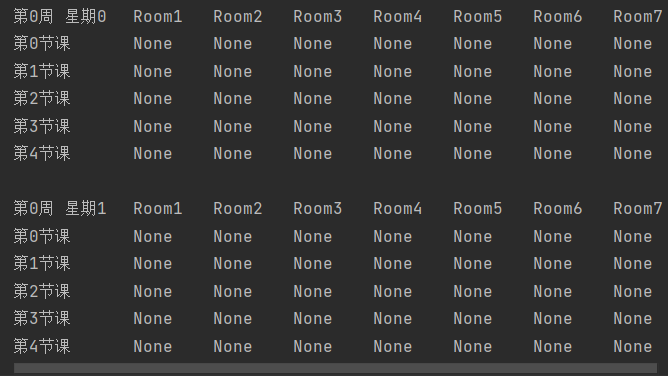 第0周 星期0 Room1 Room2 Room3 Room4 Room5 Room6 Room7
第0节课 None None None None None None None
第1节课 None None None None None None None
第2节课 None None None None None None None
第3节课 None None None None None None None
第4节课 None None None None None None None
第0周 星期1 Room1 Room2 Room3 Room4 Room5 Room6 Room7
第0节课 None None None None None None None
第1节课 None None None None None None None
第2节课 None None None None None None None
第3节课 None None None None None None None
第4节课 None None None None None None None